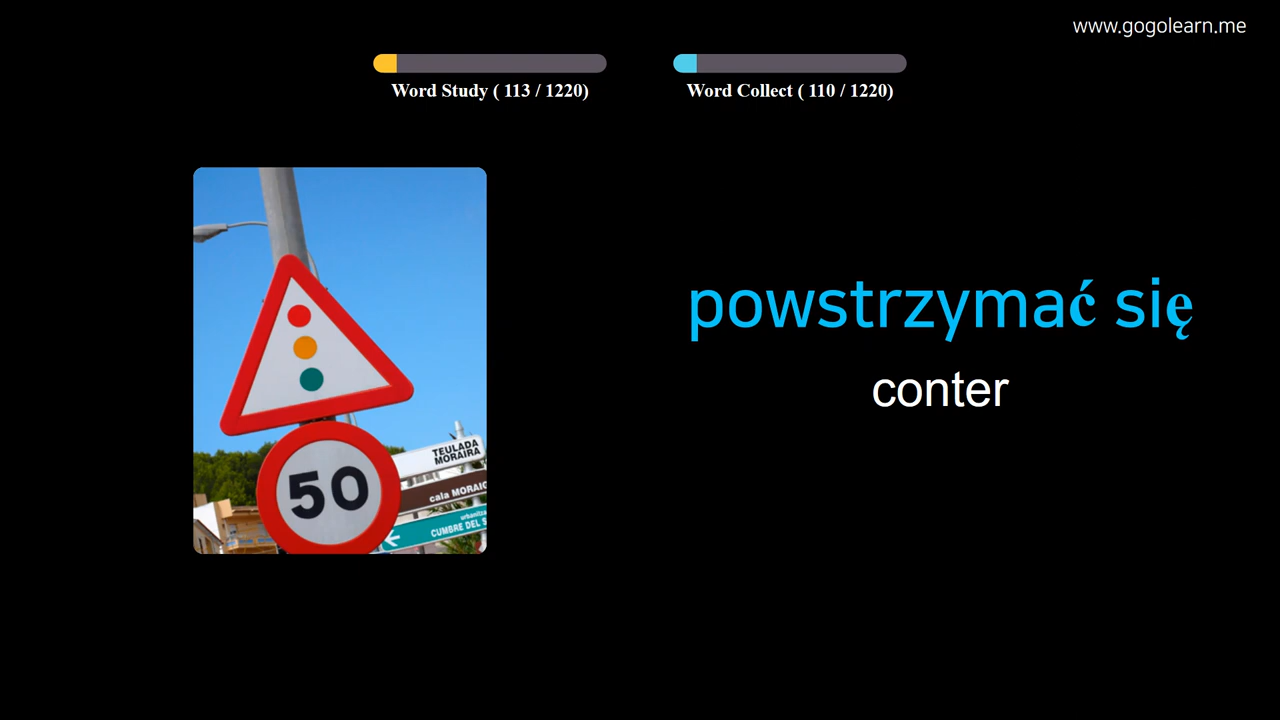 www.gogolearn.me
Word Study ( 113 / 1220)
Word Collect ( 110 / 1220)
powstrzymać się
conter
50
TEULADA
MORAIRA
cala MORAIG
urbanitza
CUMBRE DEL S